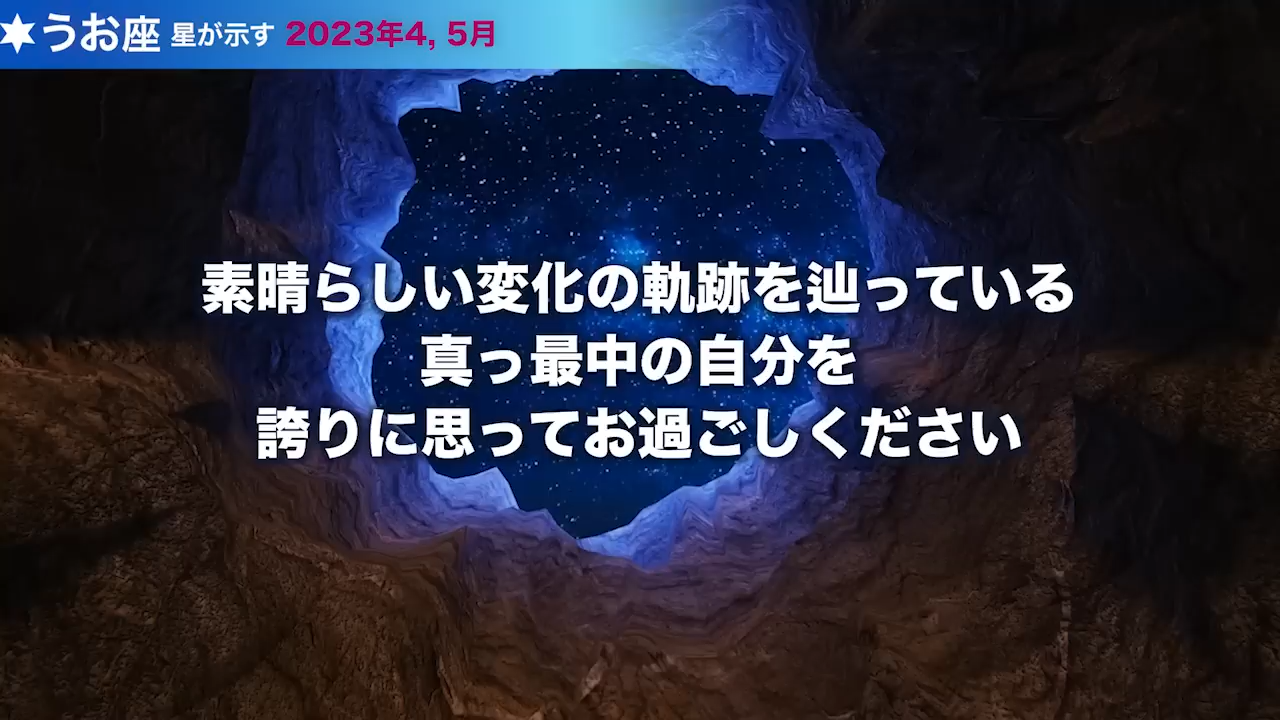 ★うお座 星が示す 2023年4, 5月
素晴らしい変化の軌跡を辿っている
真っ最中の自分を
誇りに思ってお過ごしください